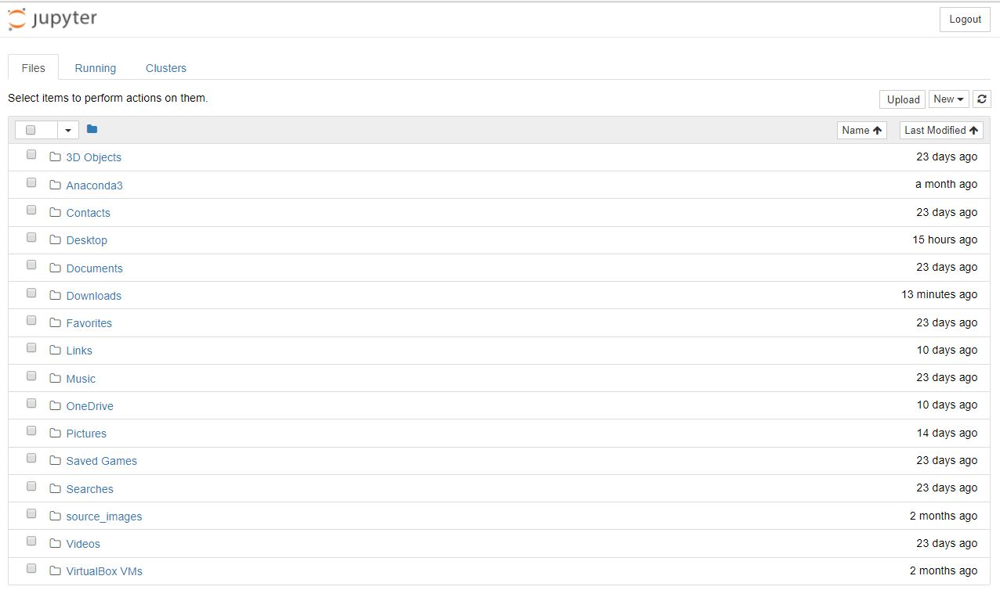 jupyter
Logout
Files Running Clusters
Select items to perform actions on them.
Upload New
Name Last Modified
3D Objects 23 days ago
Anaconda3 a month ago
Contacts 23 days ago
Desktop 15 hours ago
Documents 23 days ago
Downloads 13 minutes ago
Favorites 23 days ago
Links 10 days ago
Music 23 days ago
OneDrive 10 days ago
Pictures 14 days ago
Saved Games 23 days ago
Searches 23 days ago
source_images 2 months ago
Videos 23 days ago
VirtualBox VMs 2 months ago